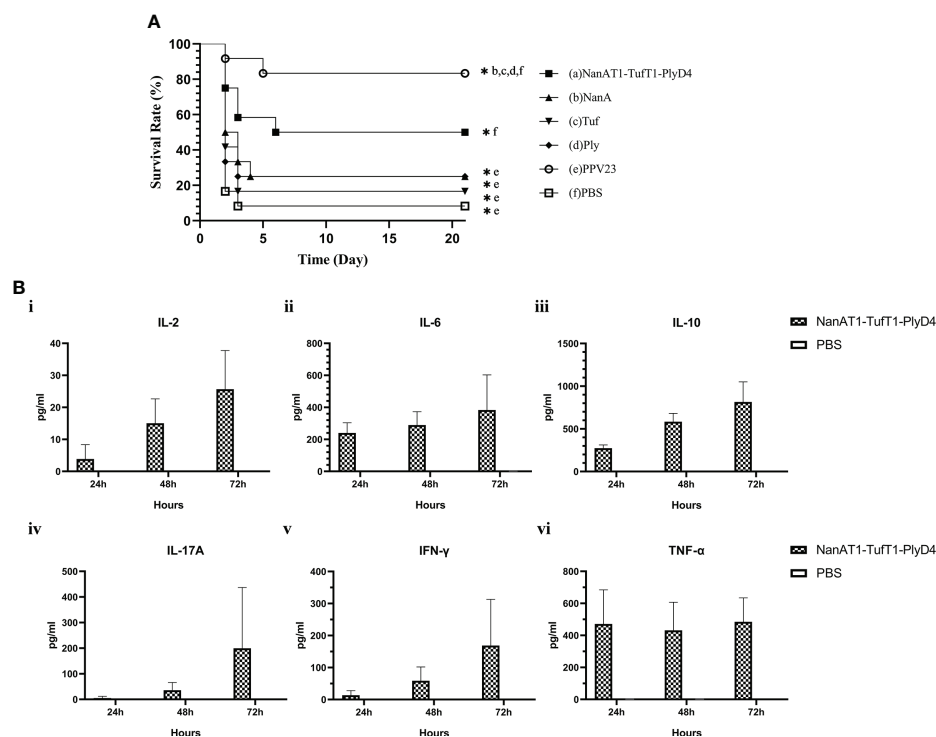 A
Survival Rate (%)
100
80
60
40
20
0
0 5 10 15 20
Time (Day)
* b,c,d,f
* f
* e
* e
* e
* e
(a)NanAT1-TufT1-PlyD4
(b)NanA
(c)Tuf
(d)Ply
(e)PPV23
(f)PBS
B
i
IL-2
pg/ml
40
30
20
10
0
24h 48h 72h
Hours
ii
IL-6
pg/ml
800
600
400
200
0
24h 48h 72h
Hours
iii
IL-10
pg/ml
1500
1000
500
0
24h 48h 72h
Hours
NanAT1-TufT1-PlyD4
PBS
iv
IL-17A
pg/ml
500
400
300
200
100
0
24h 48h 72h
Hours
v
IFN-γ
pg/ml
400
300
200
100
0
24h 48h 72h
Hours
vi
TNF-α
pg/ml
800
600
400
200
0
24h 48h 72h
Hours
NanAT1-TufT1-PlyD4
PBS